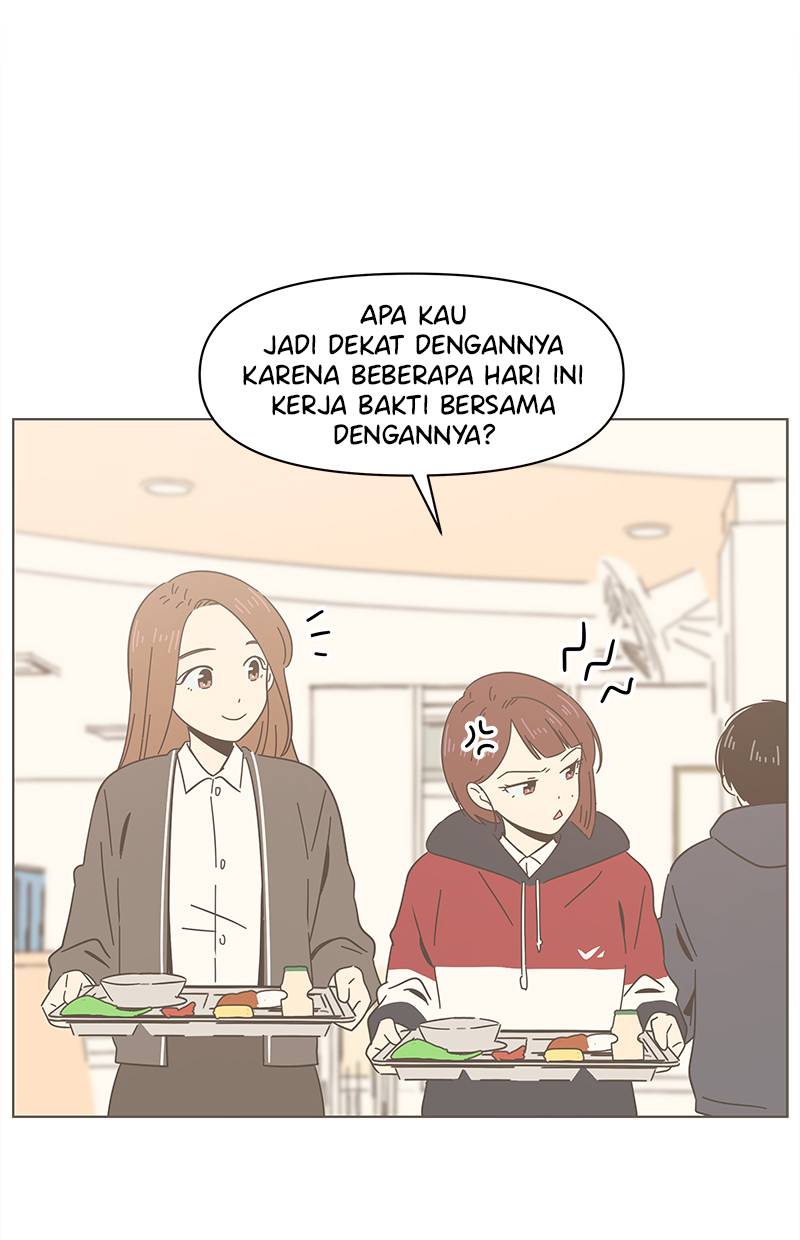 APA KAU
JADI DEKAT DENGANNYA
KARENA BEBERAPA HARI INI
KERJA BAKTI BERSAMA
DENGANNYA?